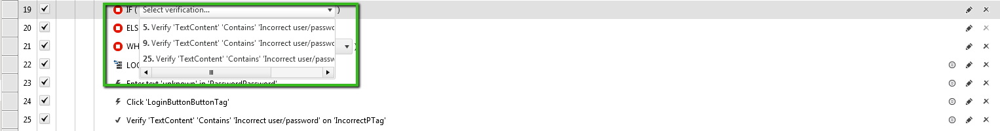 19 IF ( Select verification... )
20 ELS
5. Verify 'TextContent' 'Contains' 'Incorrect user/passwo
21 WH )
9. Verify 'TextContent' 'Contains' 'Incorrect user/passwo
25. Verify 'TextContent' 'Contains' 'Incorrect user/passw
22 LOO
23 Enter text 'unknown' in 'PasswordPassword'
24 Click 'LoginButtonButtonTag'
25 Verify 'TextContent' 'Contains' 'Incorrect user/password' on 'IncorrectPTag'